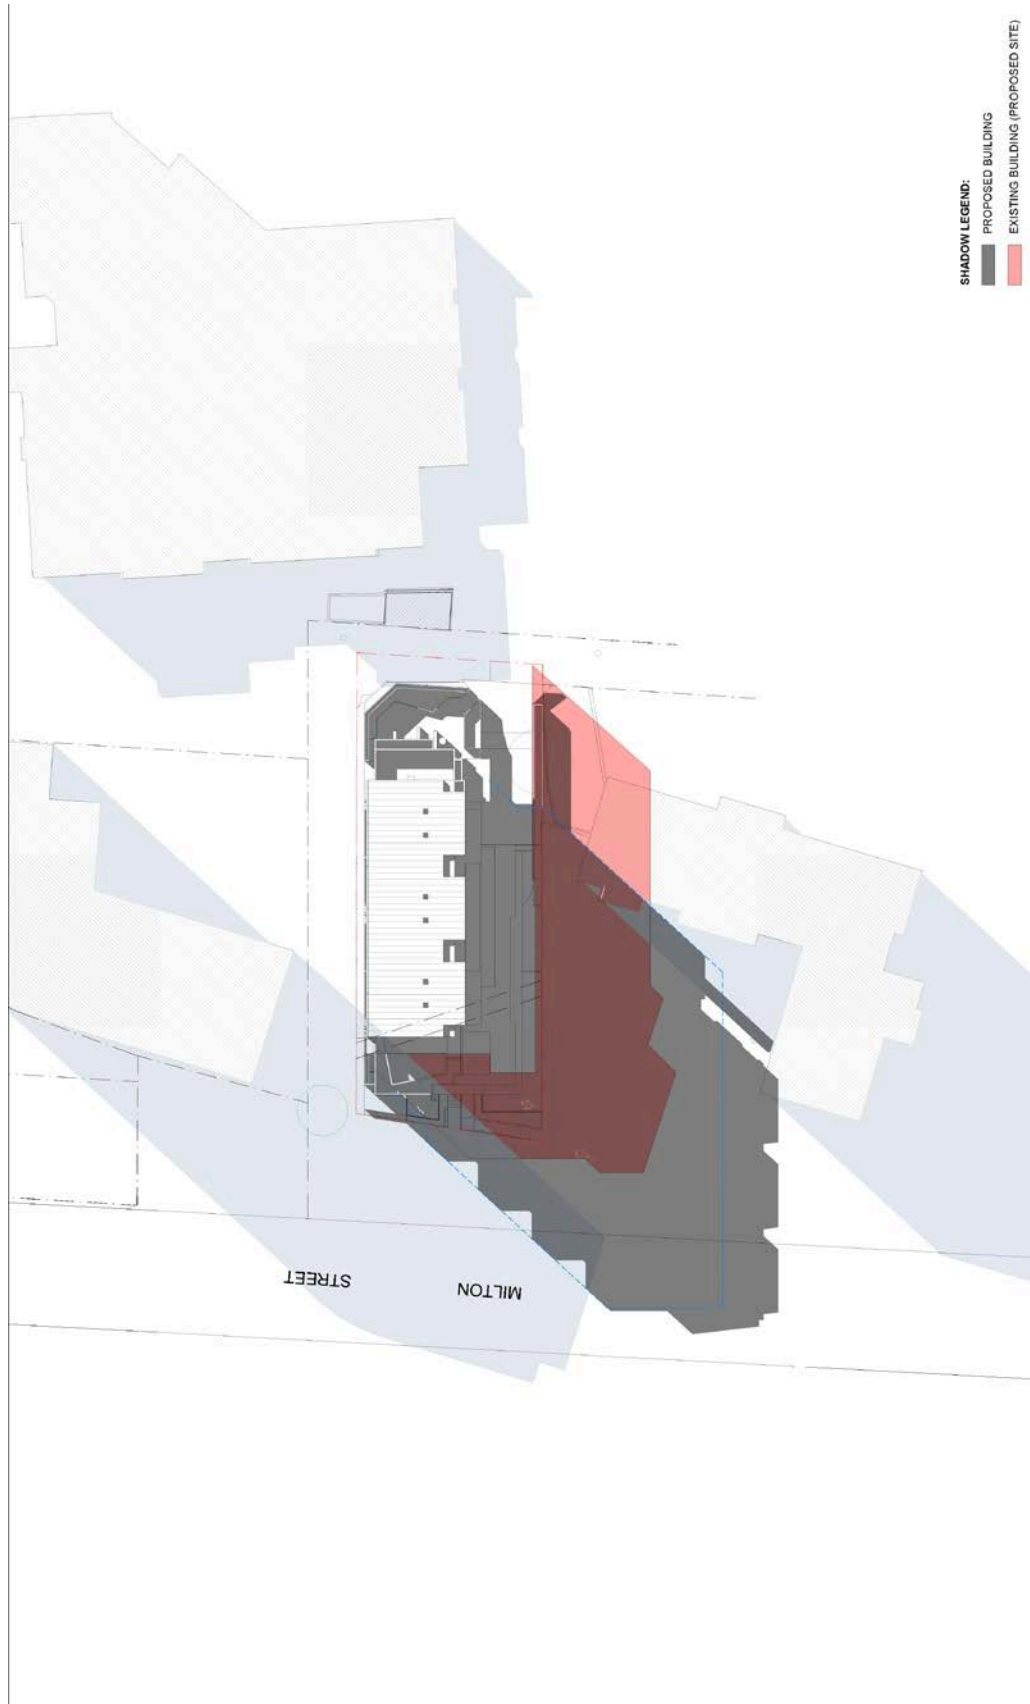 SHADOW LEGEND:
PROPOSED BUILDING
EXISTING BUILDING (PROPOSED SITE)
MILTON
STREET